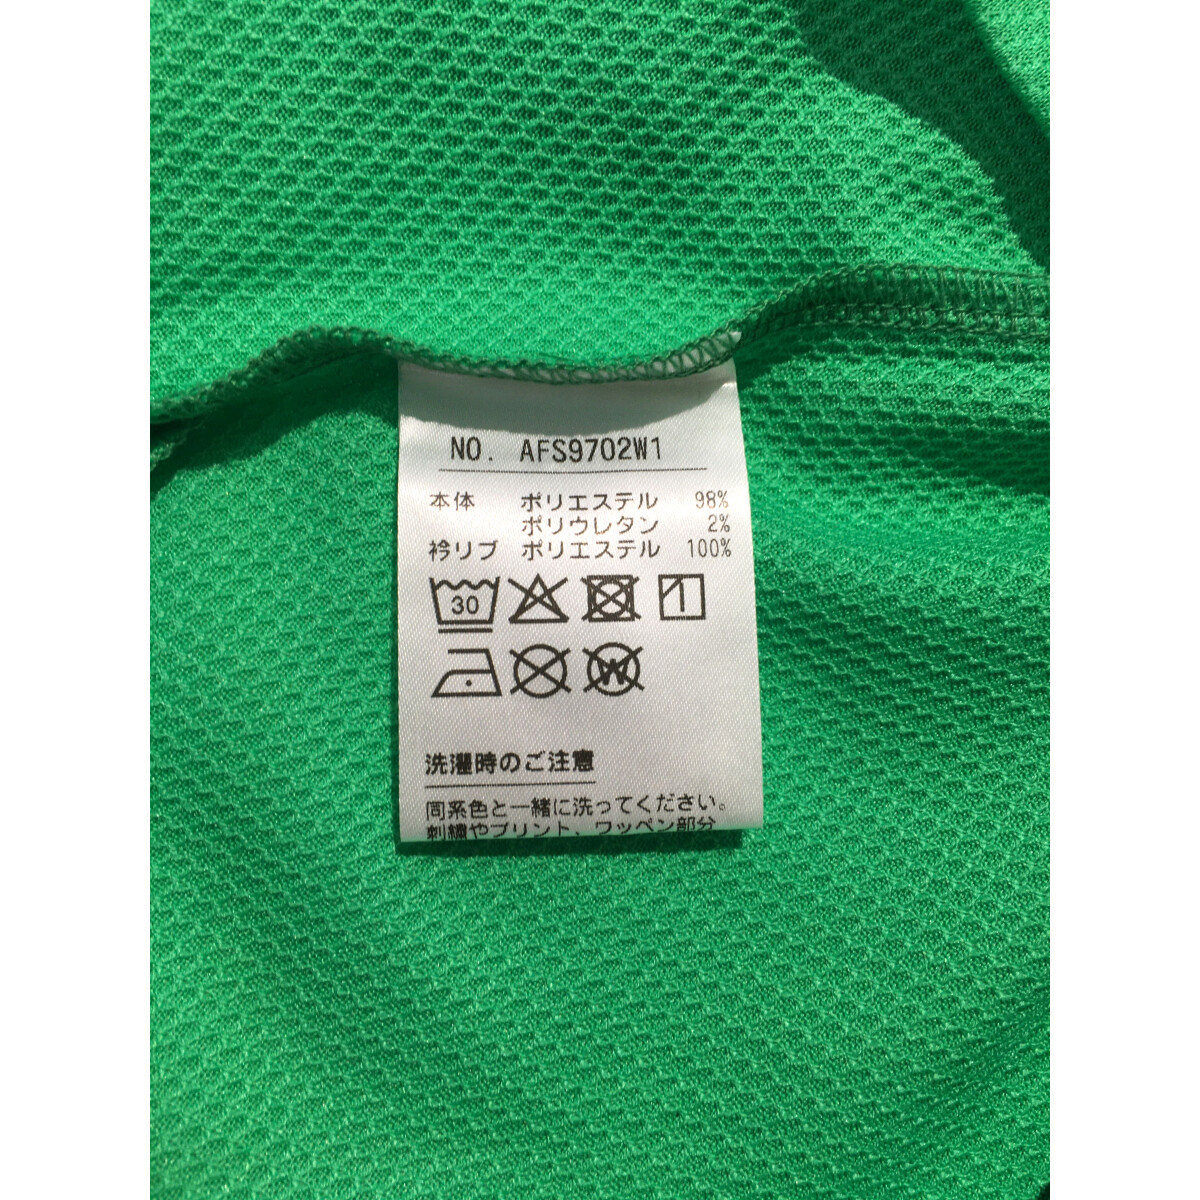 NO. AFS9702W1
本体 ポリエステル 98%
ポリウレタン 2%
衿リブ ポリエステル 100%
30
W
洗濯時のご注意
同系色と一緒に洗ってください。
刺繍やプリント、ワッペン部分